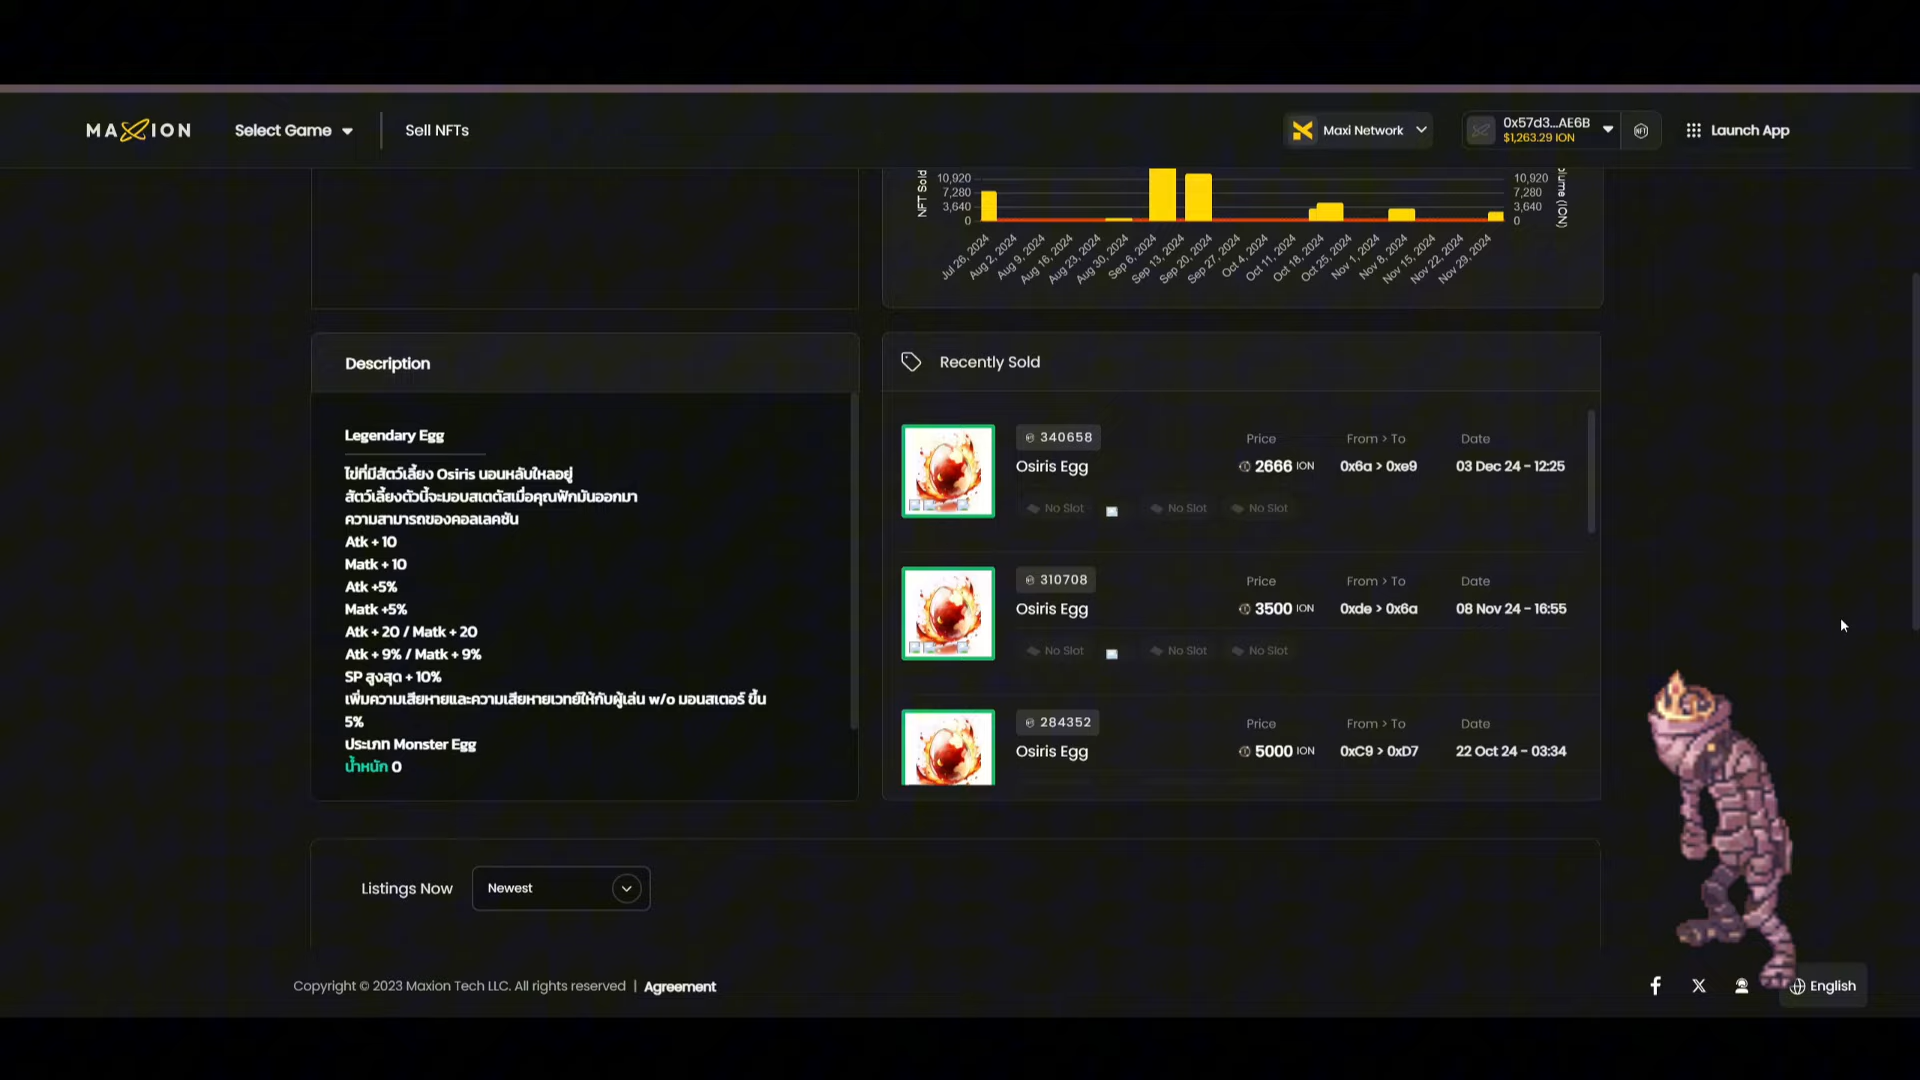 MAXION
Select Game
Sell NFTs
Maxi Network
0x57d3...AE6B
$1,263.29 ION
Launch App
NFT Sold
10,920
7,280
3,640
0
10,920
7,280
3,640
0
(ION)
Jul 26, 2024
Aug 2, 2024
Aug 9, 2024
Aug 16, 2024
Aug 23, 2024
Aug 30, 2024
Sep 6, 2024
Sep 13, 2024
Sep 20, 2024
Sep 27, 2024
Oct 4, 2024
Oct 11, 2024
Oct 18, 2024
Oct 25, 2024
Nov 1, 2024
Nov 8, 2024
Nov 15, 2024
Nov 22, 2024
Nov 29, 2024
Description
Legendary Egg
ไข่ที่มีสัตว์เลี้ยง Osiris นอนหลับใหลอยู่
สัตว์เลี้ยงตัวนี้จะมอบสเตตัสเมื่อคุณฟักมันออกมา
ความสามารถของคอลเลคชัน
Atk + 10
Matk + 10
Atk +5%
Matk +5%
Atk + 20 / Matk + 20
Atk + 9% / Matk + 9%
SP สูงสุด + 10%
เพิ่มความเสียหายและความเสียหายเวทย์ให้กับผู้เล่น w/o มอนสเตอร์ ขึ้น
5%
ประเภท Monster Egg
น้ำหนัก 0
Recently Sold
340658
Osiris Egg
Price
2666 ION
From > To
0x6a > 0xe9
Date
03 Dec 24 - 12:25
No Slot
No Slot
No Slot
310708
Osiris Egg
Price
3500 ION
From > To
0xde > 0x6a
Date
08 Nov 24 - 16:55
No Slot
No Slot
No Slot
284352
Osiris Egg
Price
5000 ION
From > To
0xC9 > 0xD7
Date
22 Oct 24 - 03:34
Listings Now
Newest
Copyright © 2023 Maxion Tech LLC. All rights reserved | Agreement
English